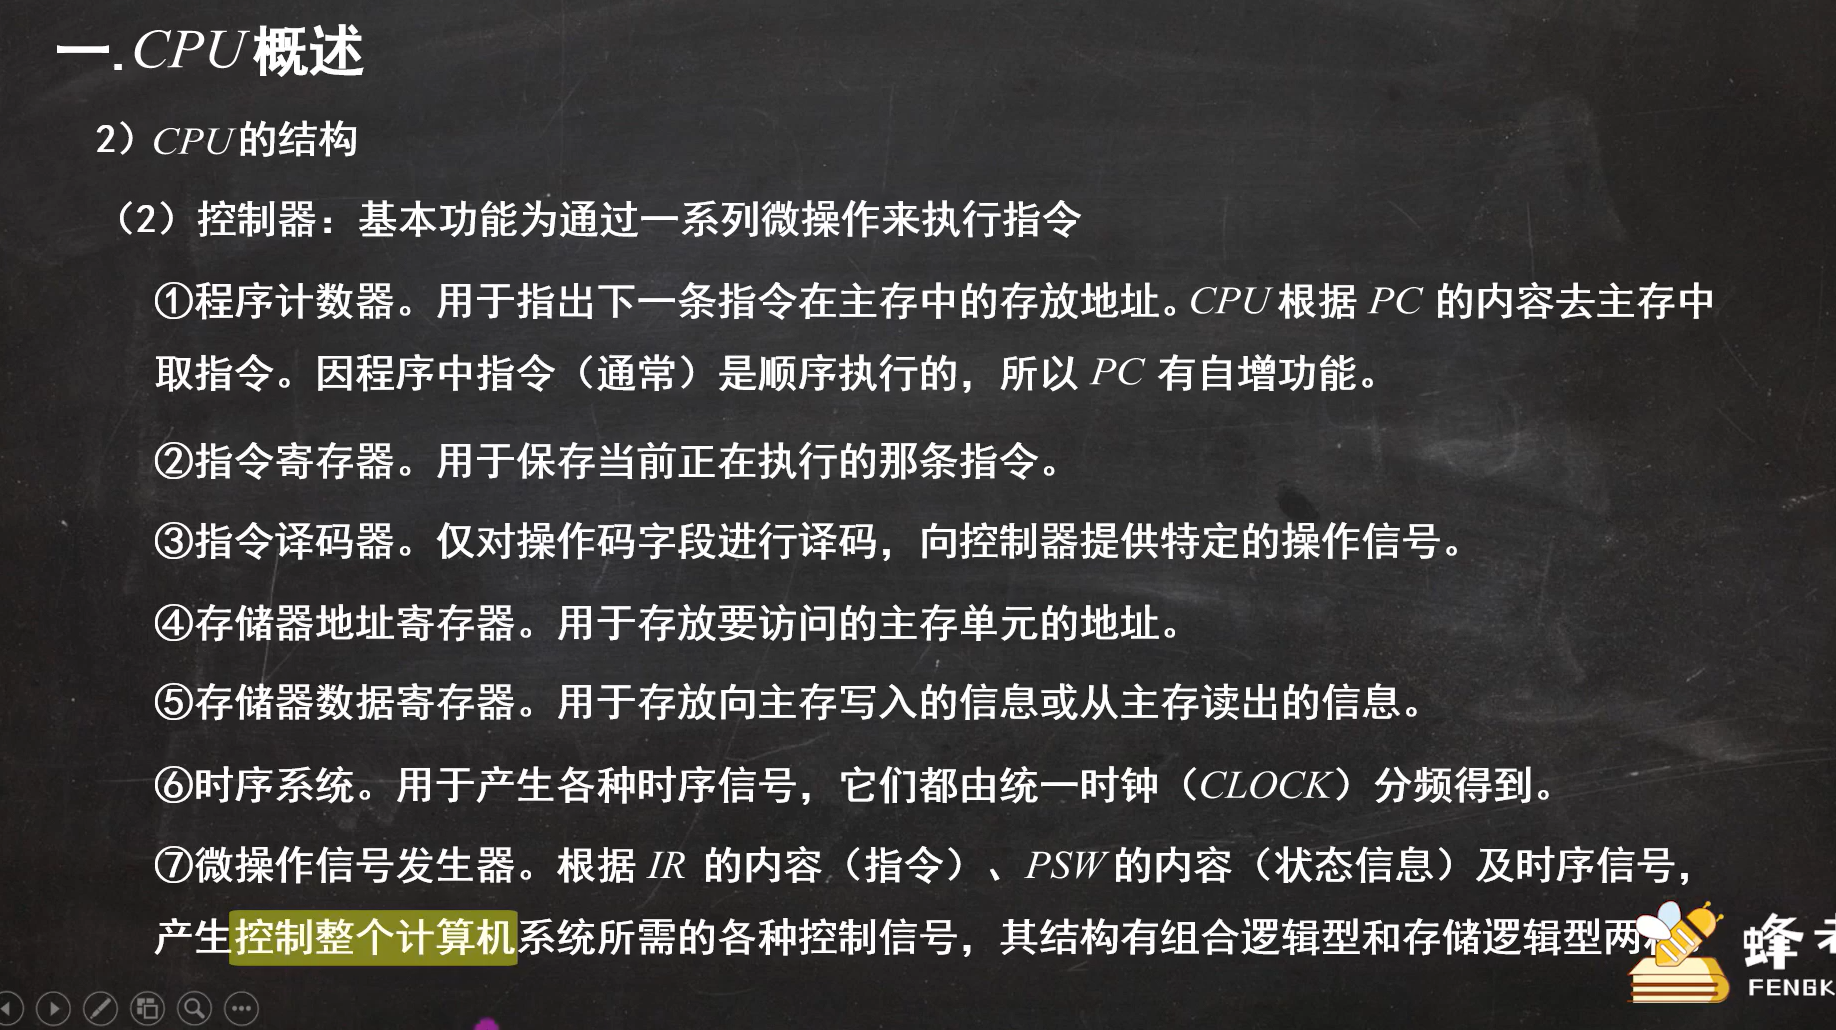 一.CPU概述
2）CPU的结构
（2）控制器：基本功能为通过一系列微操作来执行指令
①程序计数器。用于指出下一条指令在主存中的存放地址。CPU根据 PC 的内容去主存中
取指令。因程序中指令（通常）是顺序执行的，所以 PC 有自增功能。
②指令寄存器。用于保存当前正在执行的那条指令。
③指令译码器。仅对操作码字段进行译码，向控制器提供特定的操作信号。
④存储器地址寄存器。用于存放要访问的主存单元的地址。
⑤存储器数据寄存器。用于存放向主存写入的信息或从主存读出的信息。
⑥时序系统。用于产生各种时序信号，它们都由统一时钟（CLOCK）分频得到。
⑦微操作信号发生器。根据 IR 的内容（指令）、PSW的内容（状态信息）及时序信号，
产生控制整个计算机系统所需的各种控制信号，其结构有组合逻辑型和存储逻辑型两
蜂
FENGK